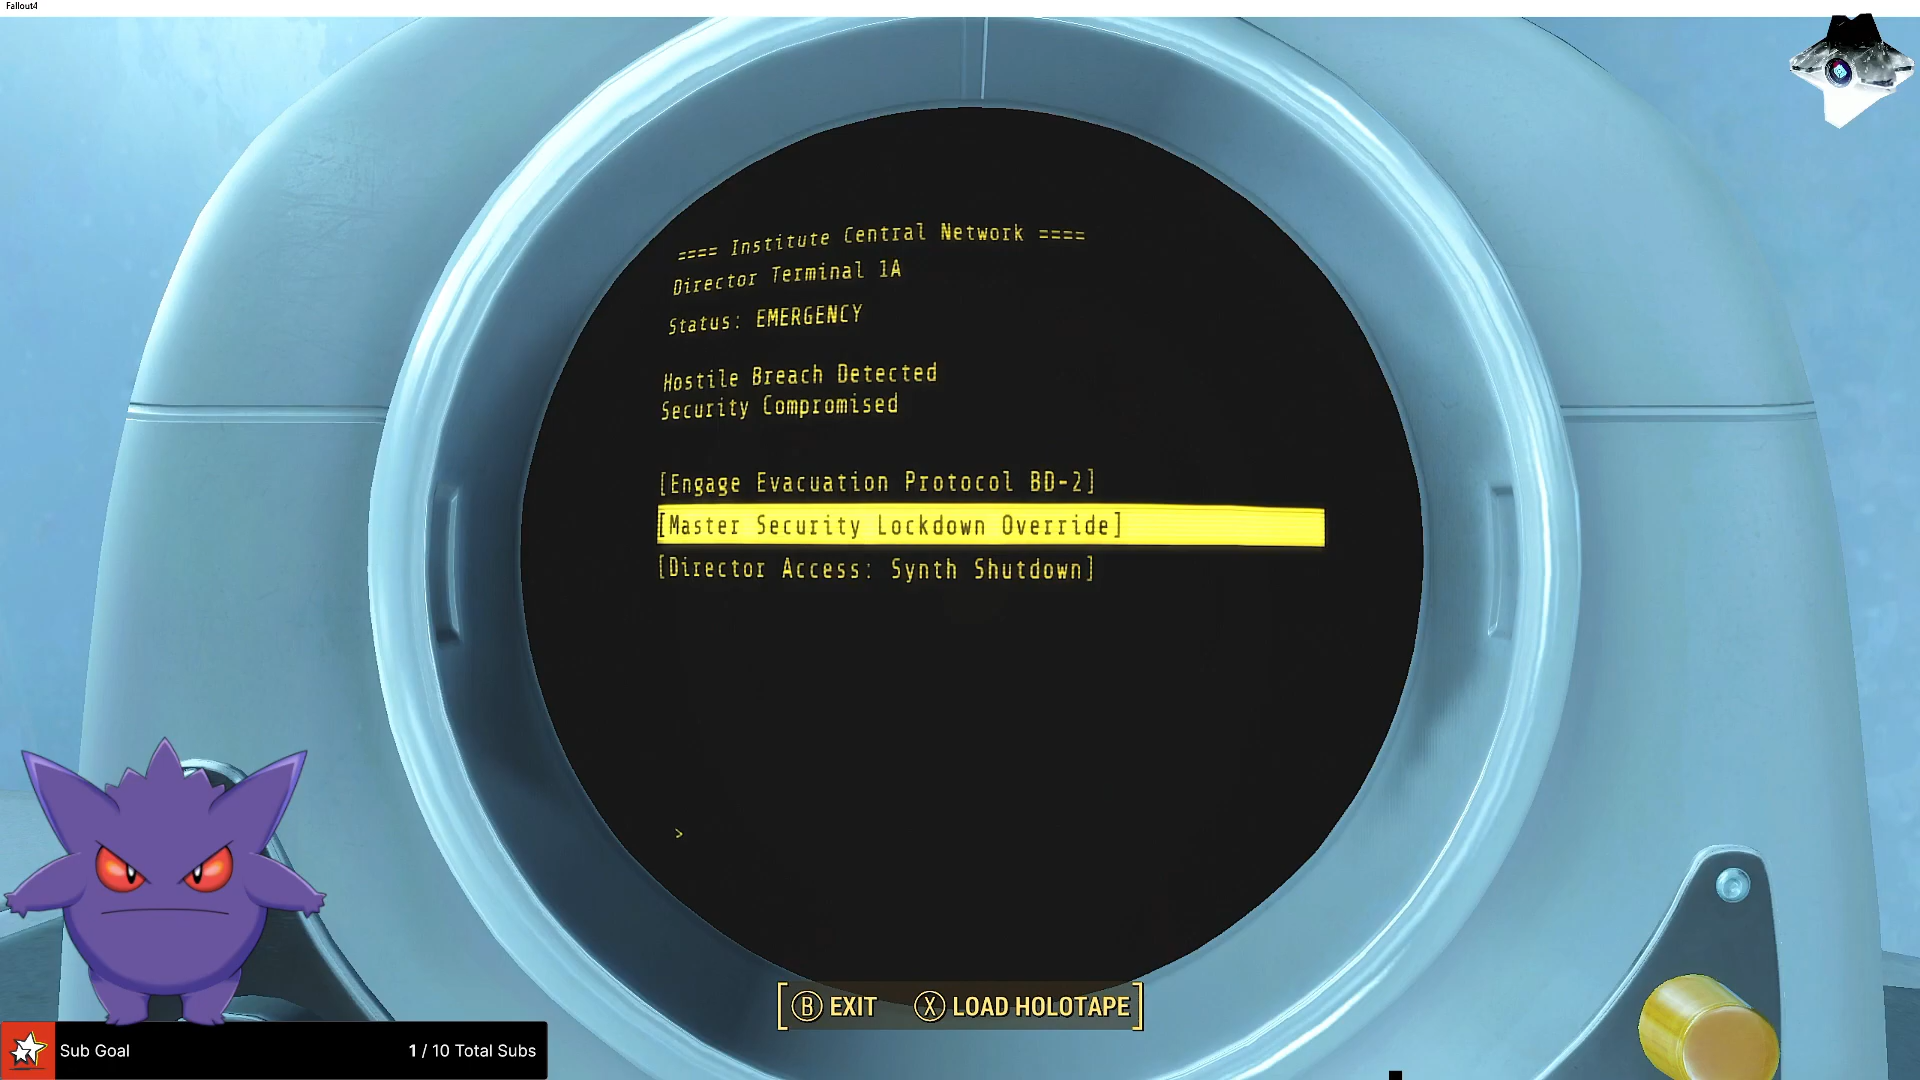 Fallout4
==== Institute Central Network ====
Director Terminal 1A
Status: EMERGENCY
Hostile Breach Detected
Security Compromised
[Engage Evacuation Protocol BD-2]
[Master Security Lockdown Override]
[Director Access: Synth Shutdown]
>
[Ⓑ EXIT Ⓧ LOAD HOLOTAPE]
Sub Goal 1 / 10 Total Subs